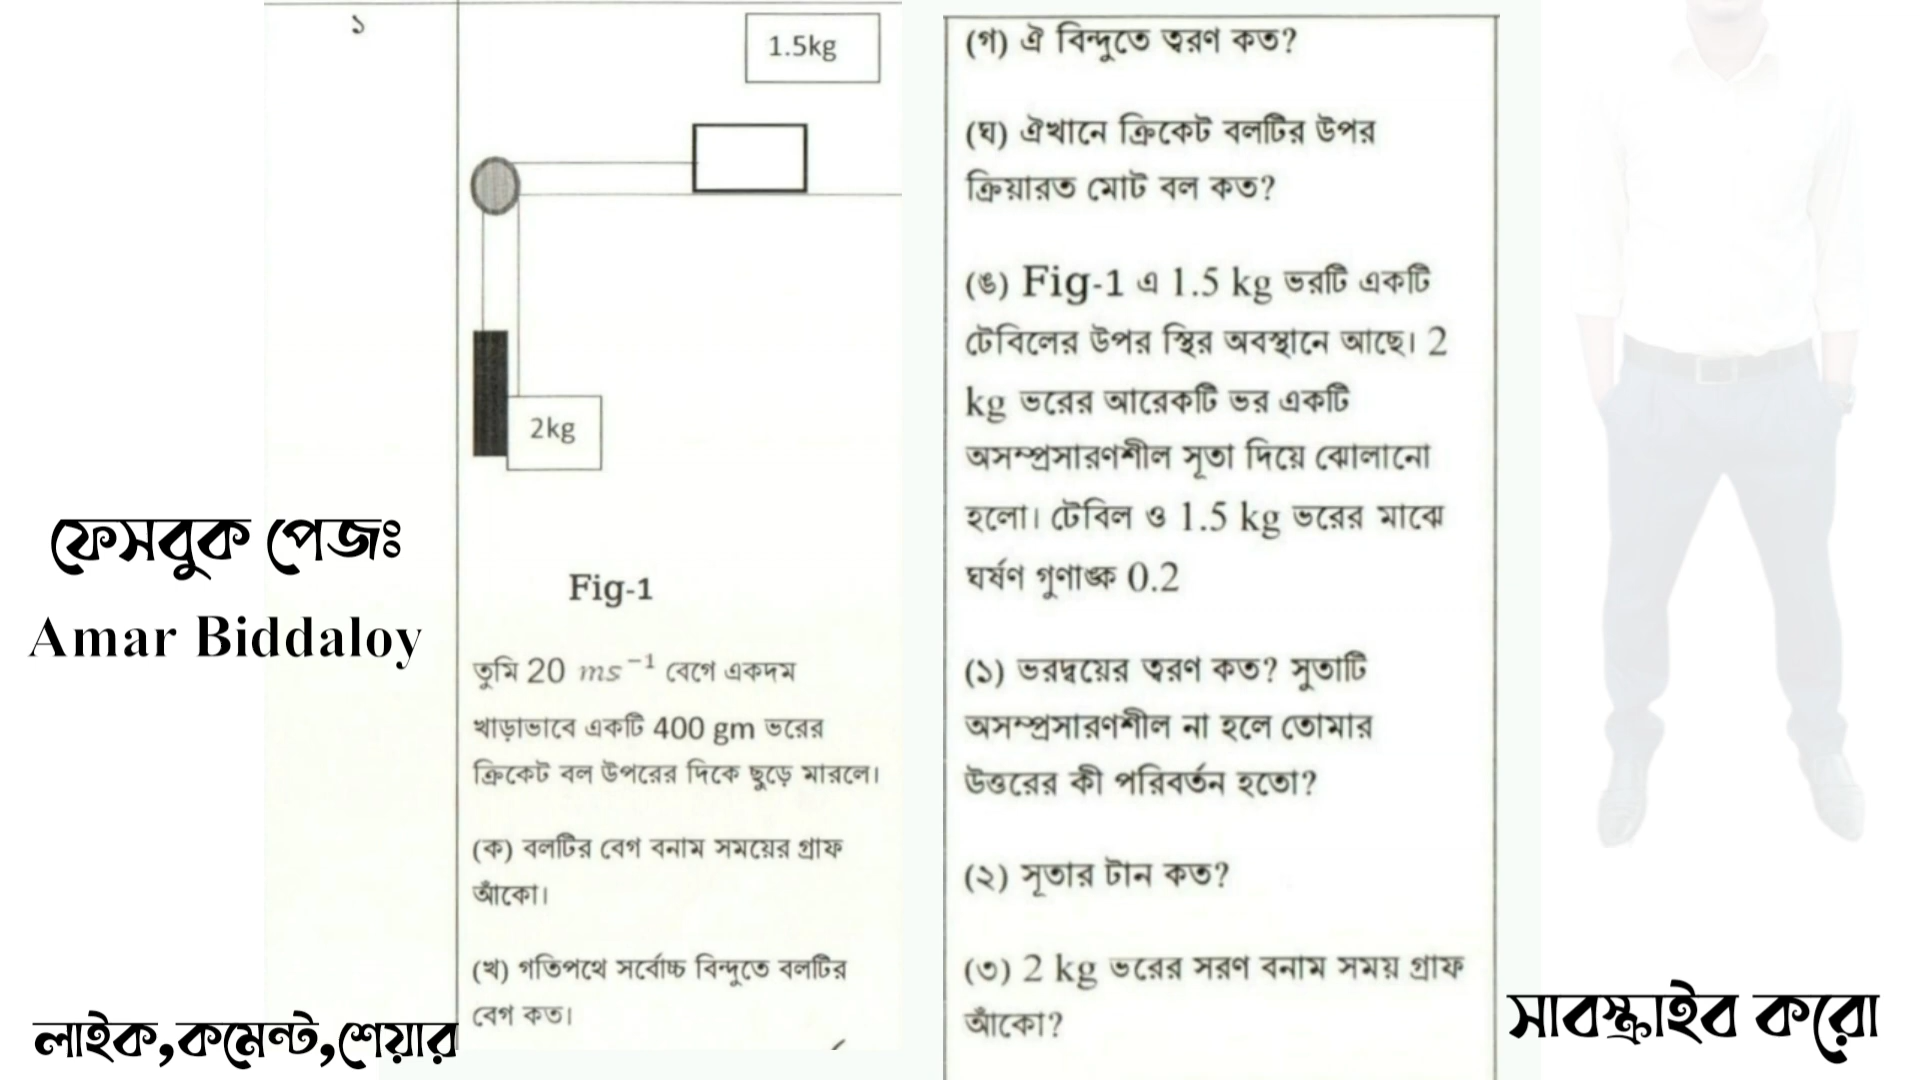 ১
1.5kg
2kg
Fig-1
তুমি 20 ms⁻¹ বেগে একদম
খাড়াভাবে একটি 400 gm ভরের
ক্রিকেট বল উপরের দিকে ছুড়ে মারলে।
(ক) বলটির বেগ বনাম সময়ের গ্রাফ
আঁকো।
(খ) গতিপথে সর্বোচ্চ বিন্দুতে বলটির
বেগ কত।
(গ) ঐ বিন্দুতে ত্বরণ কত?
(ঘ) ঐখানে ক্রিকেট বলটির উপর
ক্রিয়ারত মোট বল কত?
(ঙ) Fig-1 এ 1.5 kg ভরটি একটি
টেবিলের উপর স্থির অবস্থানে আছে। 2
kg ভরের আরেকটি ভর একটি
অসম্প্রসারণশীল সূতা দিয়ে ঝোলানো
হলো। টেবিল ও 1.5 kg ভরের মাঝে
ঘর্ষণ গুণাঙ্ক 0.2
(১) ভরদ্বয়ের ত্বরণ কত? সুতাটি
অসম্প্রসারণশীল না হলে তোমার
উত্তরের কী পরিবর্তন হতো?
(২) সূতার টান কত?
(৩) 2 kg ভরের সরণ বনাম সময় গ্রাফ
আঁকো?
ফেসবুক পেজঃ
Amar Biddaloy
লাইক,কমেন্ট,শেয়ার
সাবস্ক্রাইব করো